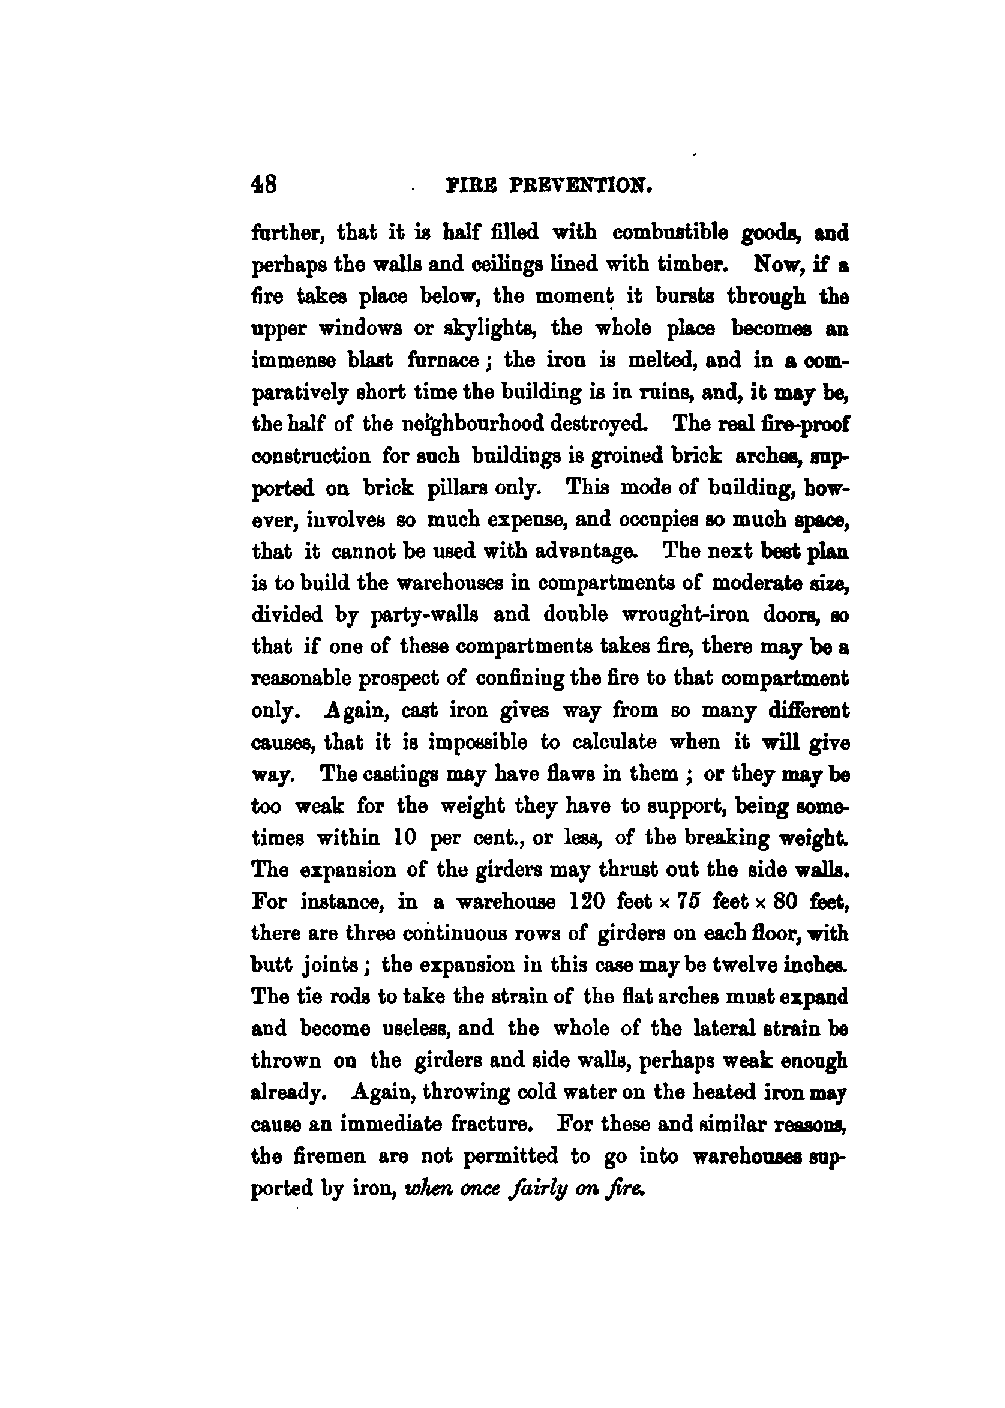 48 FIRE PREVENTION.
further, that it is half filled with combustible goods, and
perhaps the walls and ceilings lined with timber. Now, if a
fire takes place below, the moment it bursts through the
upper windows or skylights, the whole place becomes an
immense blast furnace; the iron is melted, and in a com-
paratively short time the building is in ruins, and, it may be,
the half of the neighbourhood destroyed. The real fire-proof
construction for such buildings is groined brick arches, sup-
ported on brick pillars only. This mode of building, how-
ever, involves so much expense, and occupies so much space,
that it cannot be used with advantage. The next best plan
is to build the warehouses in compartments of moderate size,
divided by party-walls and double wrought-iron doors, so
that if one of these compartments takes fire, there may be a
reasonable prospect of confining the fire to that compartment
only. Again, cast iron gives way from so many different
causes, that it is impossible to calculate when it will give
way. The castings may have flaws in them; or they may be
too weak for the weight they have to support, being some-
times within 10 per cent., or less, of the breaking weight.
The expansion of the girders may thrust out the side walls.
For instance, in a warehouse 120 feet × 75 feet × 80 feet,
there are three continuous rows of girders on each floor, with
butt joints; the expansion in this case may be twelve inches.
The tie rods to take the strain of the flat arches must expand
and become useless, and the whole of the lateral strain be
thrown on the girders and side walls, perhaps weak enough
already. Again, throwing cold water on the heated iron may
cause an immediate fracture. For these and similar reasons,
the firemen are not permitted to go into warehouses sup-
ported by iron, when once fairly on fire.